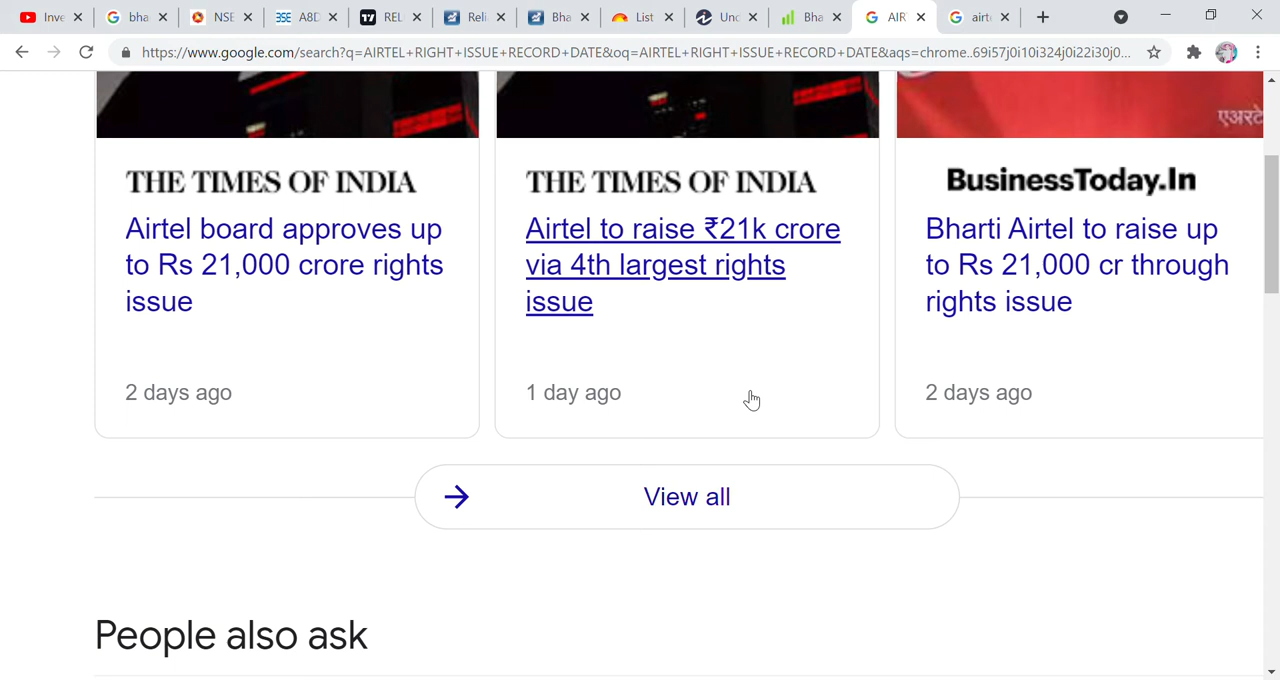 Inve
bha
NSE
A8D
REL
Reli
Bha
List
Unc
Bha
AIR
airt
https://www.google.com/search?q=AIRTEL+RIGHT+ISSUE+RECORD+DATE&oq=AIRTEL+RIGHT+ISSUE+RECORD+DATE&aqs=chrome..69i57j0i10i324j0i22i30j0...
एअरटे
THE TIMES OF INDIA
Airtel board approves up
to Rs 21,000 crore rights
issue
2 days ago
THE TIMES OF INDIA
Airtel to raise ₹21k crore
via 4th largest rights
issue
1 day ago
BusinessToday.In
Bharti Airtel to raise up
to Rs 21,000 cr through
rights issue
2 days ago
View all
People also ask